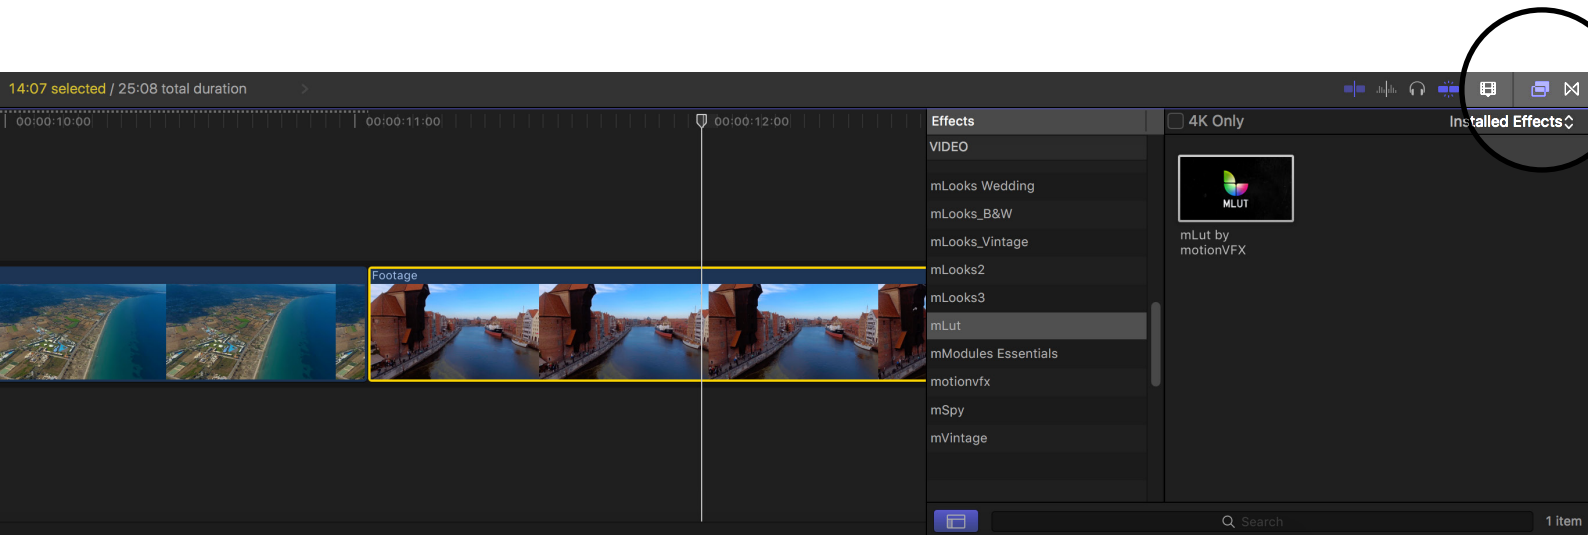 14:07 selected / 25:08 total duration
00:00:10:00 00:00:11:00 00:00:12:00
Footage
Effects
VIDEO
mLooks Wedding
mLooks_B&W
mLooks_Vintage
mLooks2
mLooks3
mLut
mModules Essentials
motionvfx
mSpy
mVintage
4K Only
Installed Effects
MLUT
mLut by
motionVFX
Search
1 item